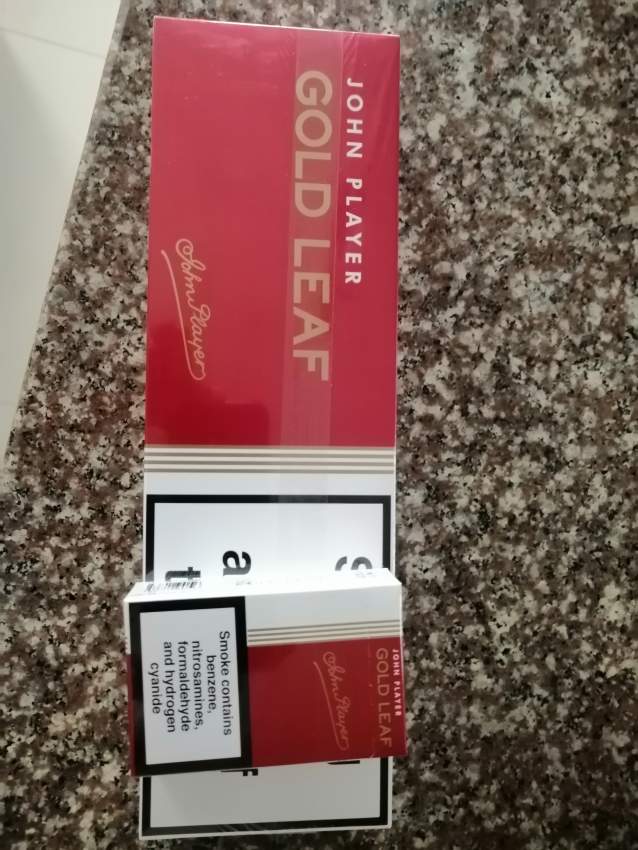 JOHN PLAYER
GOLD LEAF
John Player
S
a
t
JOHN PLAYER
GOLD LEAF
John Player
Smoke contains
benzene,
nitrosamines,
formaldehyde
and hydrogen
cyanide